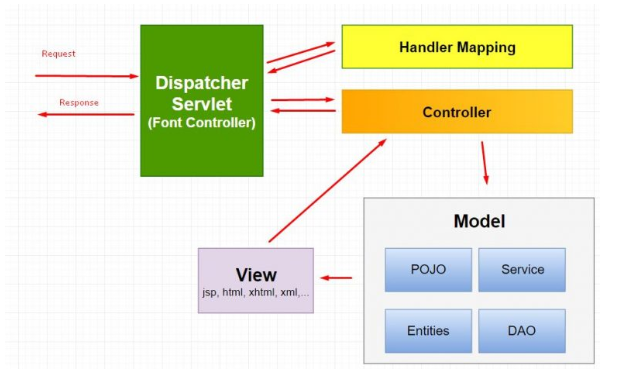 Request
Response
Dispatcher
Servlet
(Font Controller)
Handler Mapping
Controller
Model
POJO
Service
Entities
DAO
View
jsp, html, xhtml, xml,...